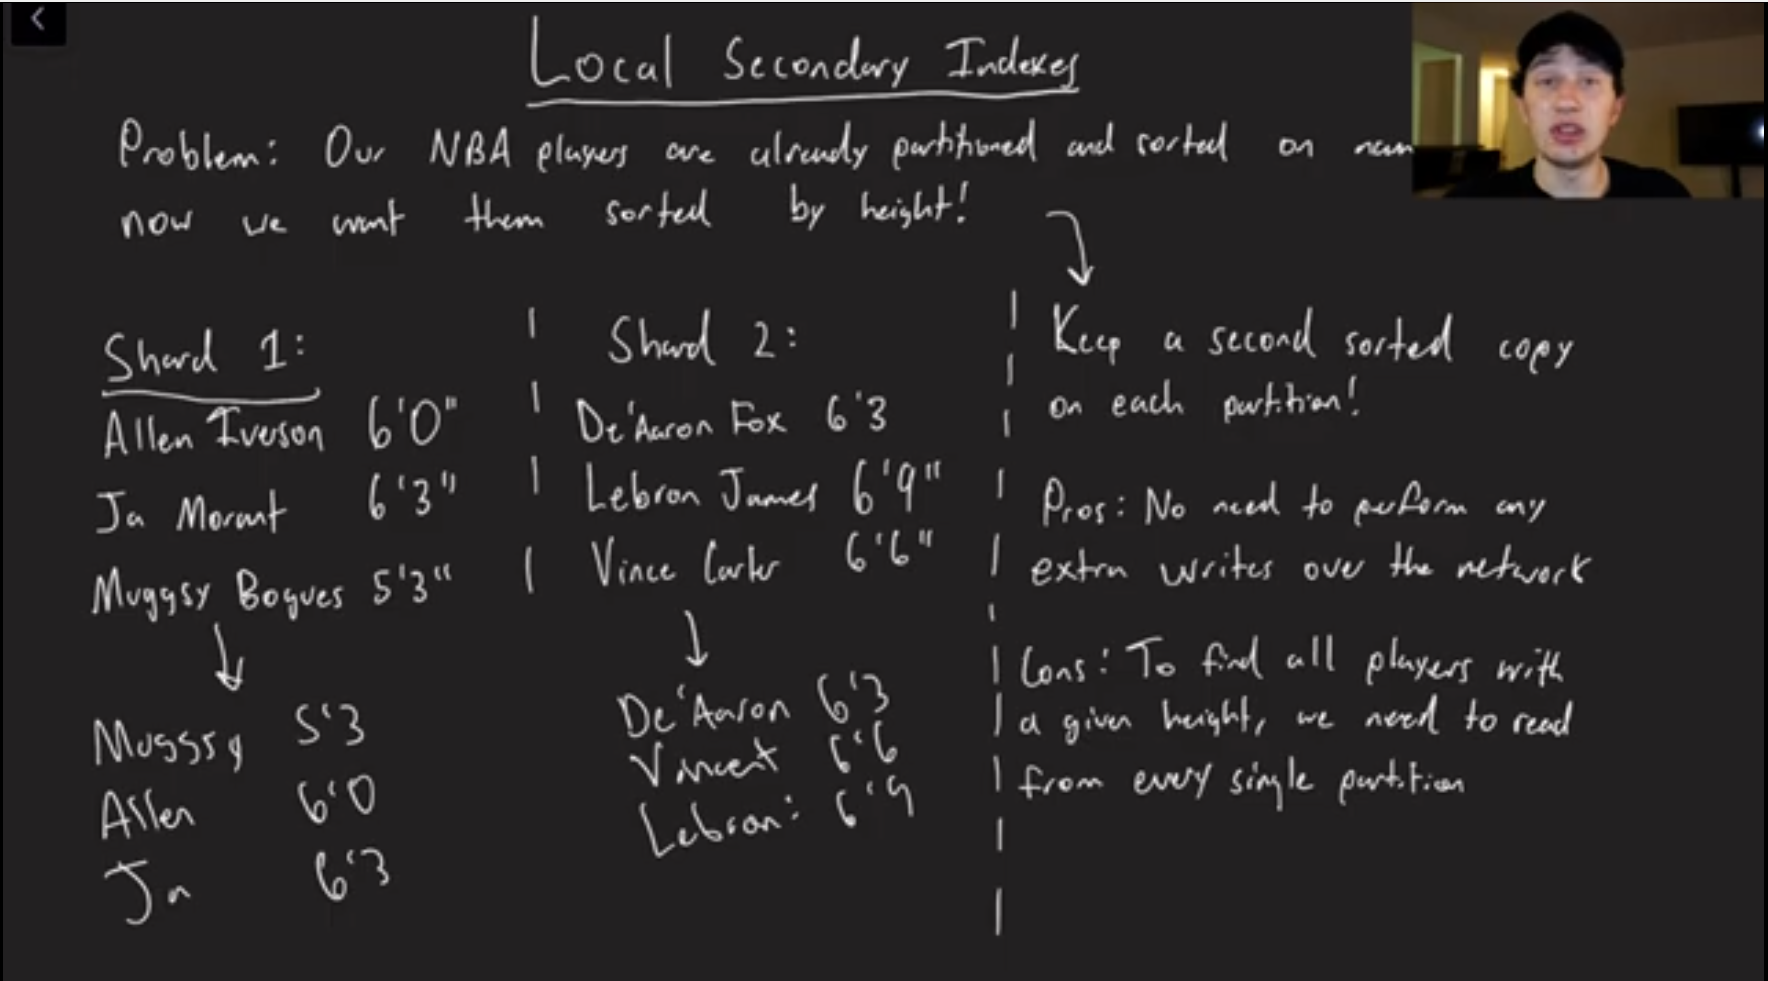 Local Secondary Indexes
Problem: Our NBA players are already partitioned and sorted on nam
now we want them sorted by height!
Shard 1:
Allen Iverson 6'0"
Ja Morant 6'3"
Muggsy Bogues 5'3"
Muggsy 5'3
Allen 6'0
Ja 6'3
Shard 2:
De'Aaron Fox 6'3
Lebron James 6'9"
Vince Carter 6'6"
De'Aaron 6'3
Vincent 6'6
Lebron: 6'9
Keep a second sorted copy
on each partition!
Pros: No need to perform any
extra writes over the network
Cons: To find all players with
a given height, we need to read
from every single partition